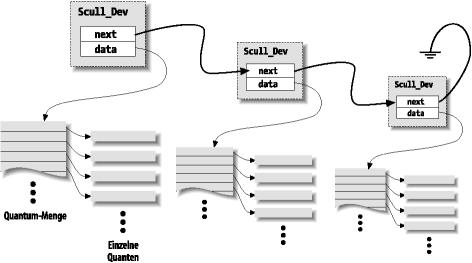 Scull_Dev
next
data
Scull_Dev
next
data
Scull_Dev
next
data
Quantum-Menge
Einzelne
Quanten